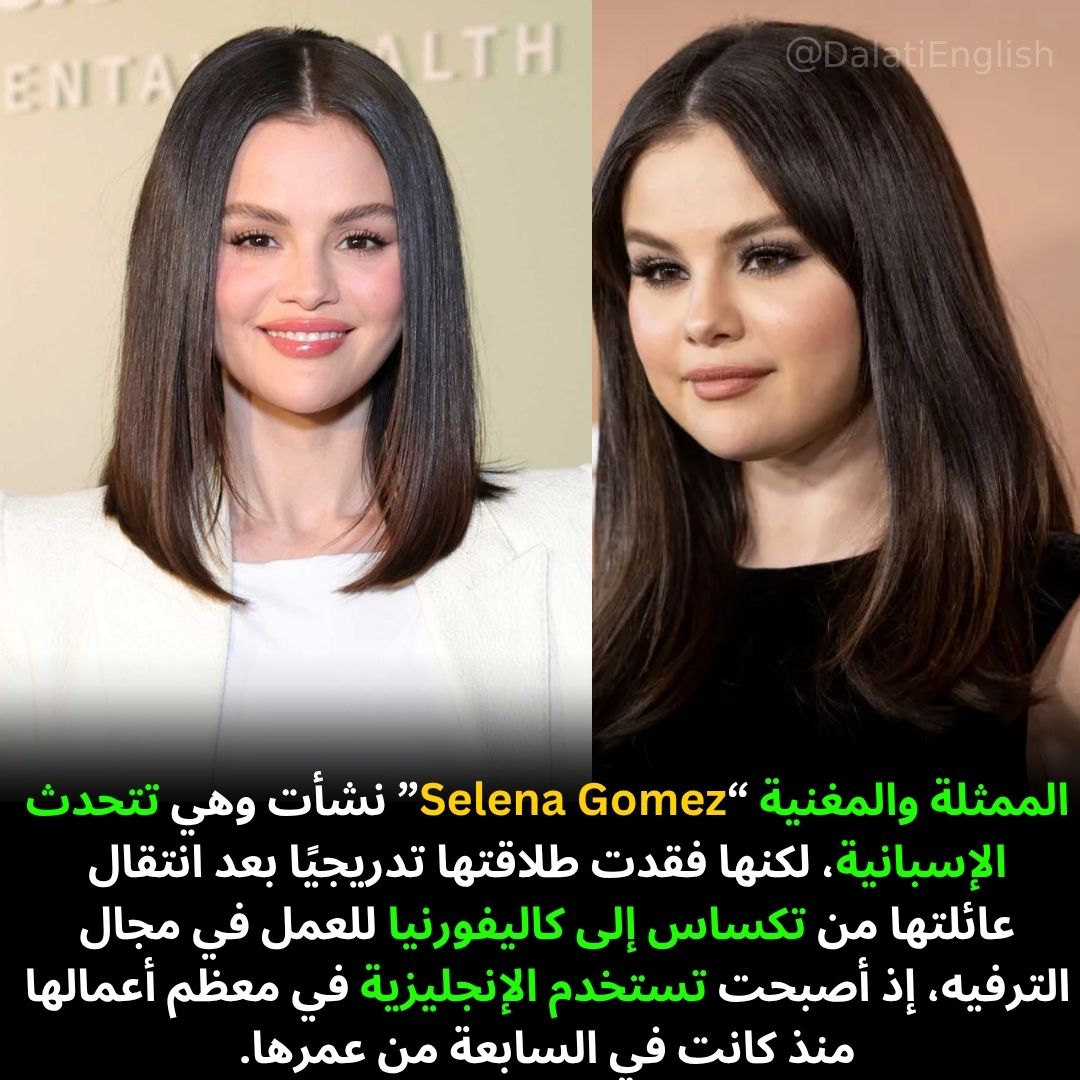 ENTA ALTH
@DalatiEnglish
الممثلة والمغنية “Selena Gomez” نشأت وهي تتحدث
الإسبانية، لكنها فقدت طلاقتها تدريجيًا بعد انتقال
عائلتها من تكساس إلى كاليفورنيا للعمل في مجال
الترفيه، إذ أصبحت تستخدم الإنجليزية في معظم أعمالها
منذ كانت في السابعة من عمرها.